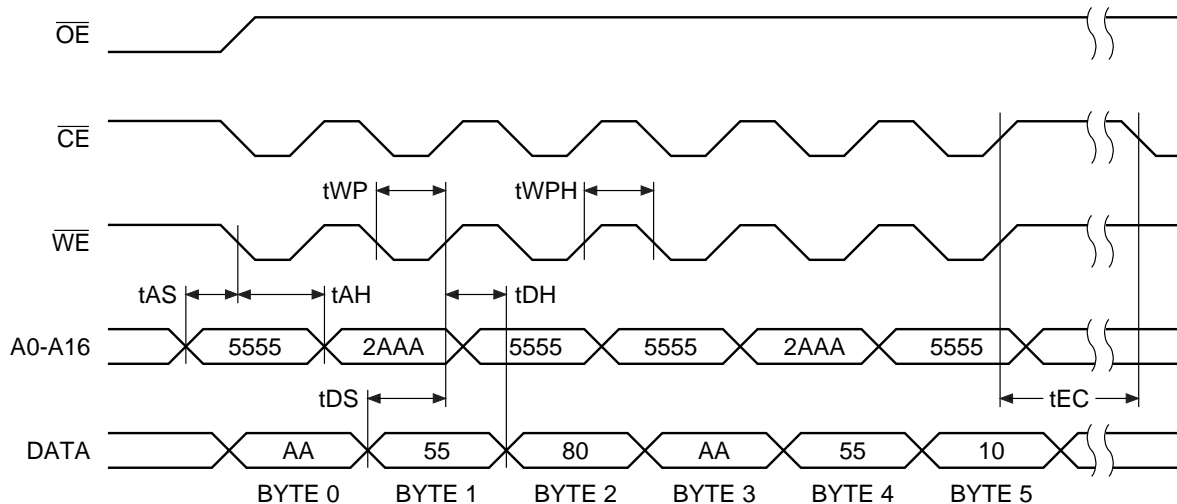 OE
CE
tWP tWPH
WE
tAS tAH tDH
A0-A16 5555 2AAA 5555 5555 2AAA 5555
tDS tEC
DATA AA 55 80 AA 55 10
BYTE 0 BYTE 1 BYTE 2 BYTE 3 BYTE 4 BYTE 5